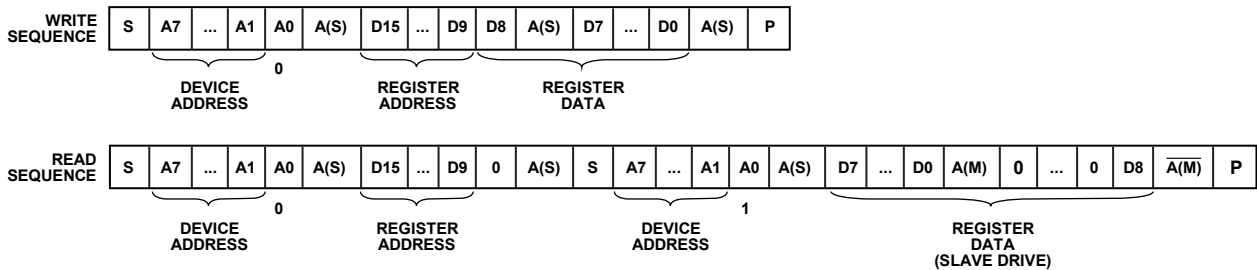 WRITE
SEQUENCE
S A7 ... A1 A0 A(S) D15 ... D9 D8 A(S) D7 ... D0 A(S) P
0
DEVICE
ADDRESS
REGISTER
ADDRESS
REGISTER
DATA
READ
SEQUENCE
S A7 ... A1 A0 A(S) D15 ... D9 0 A(S) S A7 ... A1 A0 A(S) D7 ... D0 A(M) 0 ... 0 D8 A(M) P
0 1
DEVICE
ADDRESS
REGISTER
ADDRESS
DEVICE
ADDRESS
REGISTER
DATA
(SLAVE DRIVE)